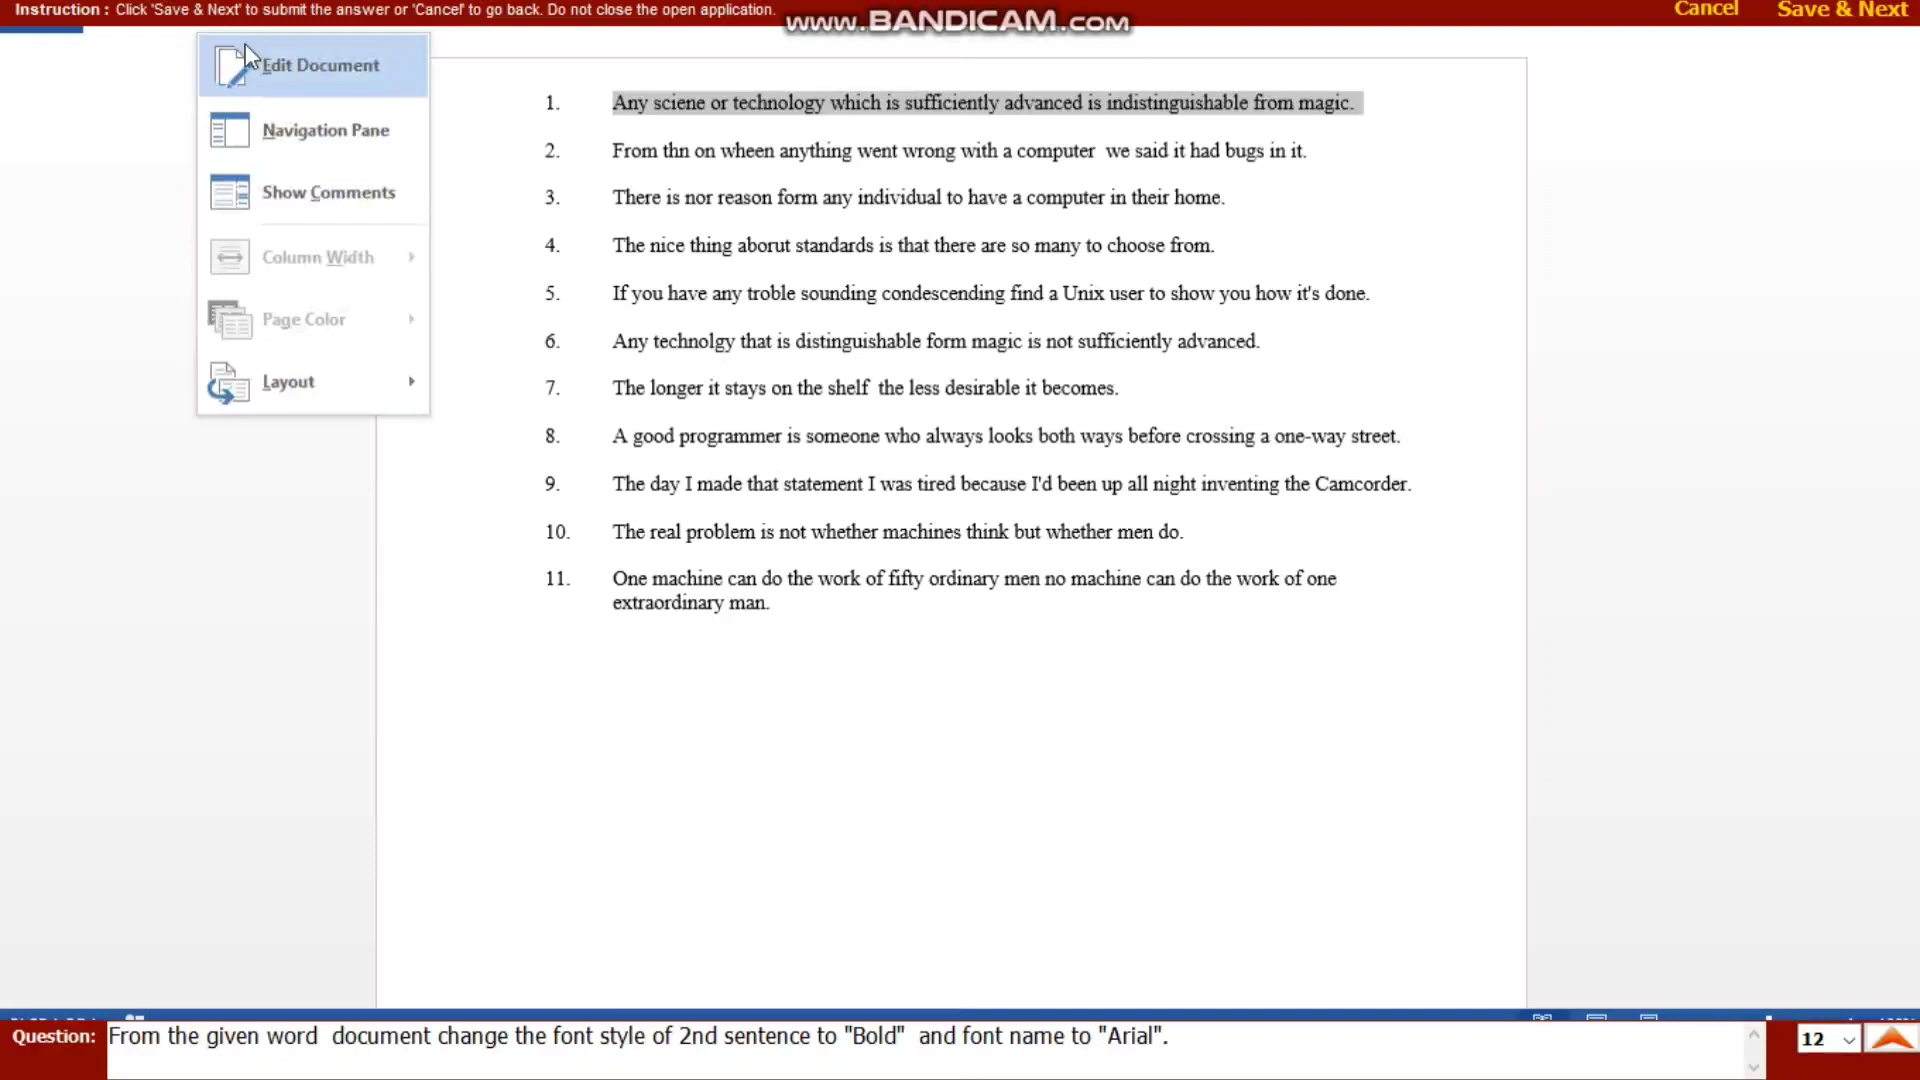 Instruction : Click 'Save & Next' to submit the answer or 'Cancel' to go back. Do not close the open application.
www.BANDICAM.com
Cancel Save & Next
Edit Document
Navigation Pane
Show Comments
Column Width
Page Color
Layout
1. Any sciene or technology which is sufficiently advanced is indistinguishable from magic.
2. From thn on wheen anything went wrong with a computer  we said it had bugs in it.
3. There is nor reason form any individual to have a computer in their home.
4. The nice thing aborut standards is that there are so many to choose from.
5. If you have any troble sounding condescending find a Unix user to show you how it's done.
6. Any technolgy that is distinguishable form magic is not sufficiently advanced.
7. The longer it stays on the shelf  the less desirable it becomes.
8. A good programmer is someone who always looks both ways before crossing a one-way street.
9. The day I made that statement I was tired because I'd been up all night inventing the Camcorder.
10. The real problem is not whether machines think but whether men do.
11. One machine can do the work of fifty ordinary men no machine can do the work of one
extraordinary man.
Question: From the given word  document change the font style of 2nd sentence to "Bold"  and font name to "Arial".
12